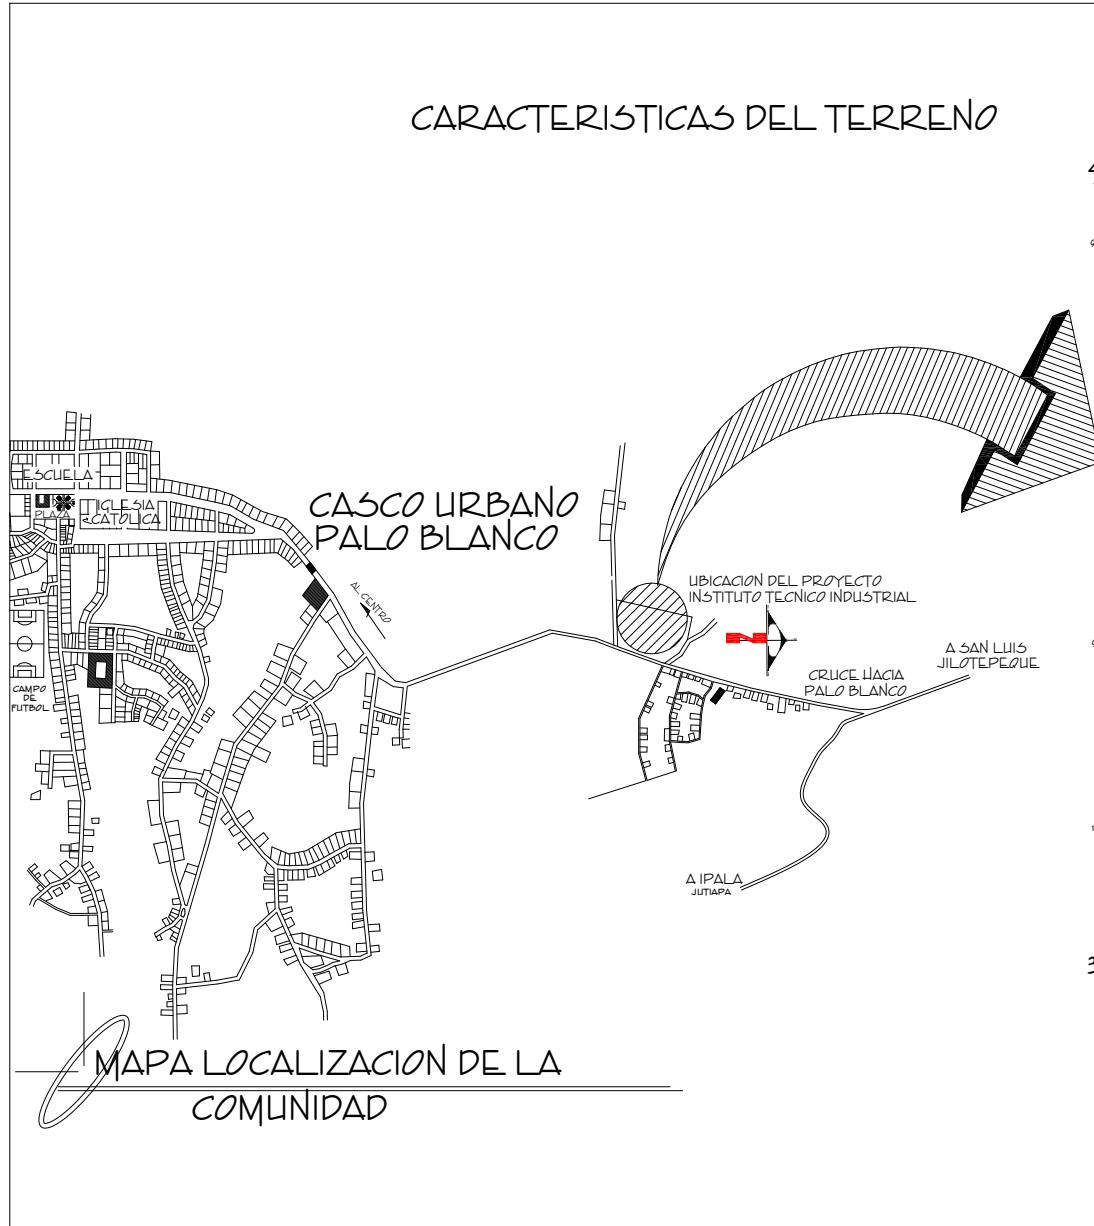 CARACTERISTICAS DEL TERRENO
ESCUELA
PLAZA
IGLESIA
CATOLICA
CASCO URBANO
PALO BLANCO
AL CENTRO
UBICACION DEL PROYECTO
INSTITUTO TECNICO INDUSTRIAL
A SAN LUIS
JILOTEPEQUE
CRUCE HACIA
PALO BLANCO
CAMPO
DE
FUTBOL
A IPALA
JUTIAPA
MAPA LOCALIZACION DE LA
COMUNIDAD